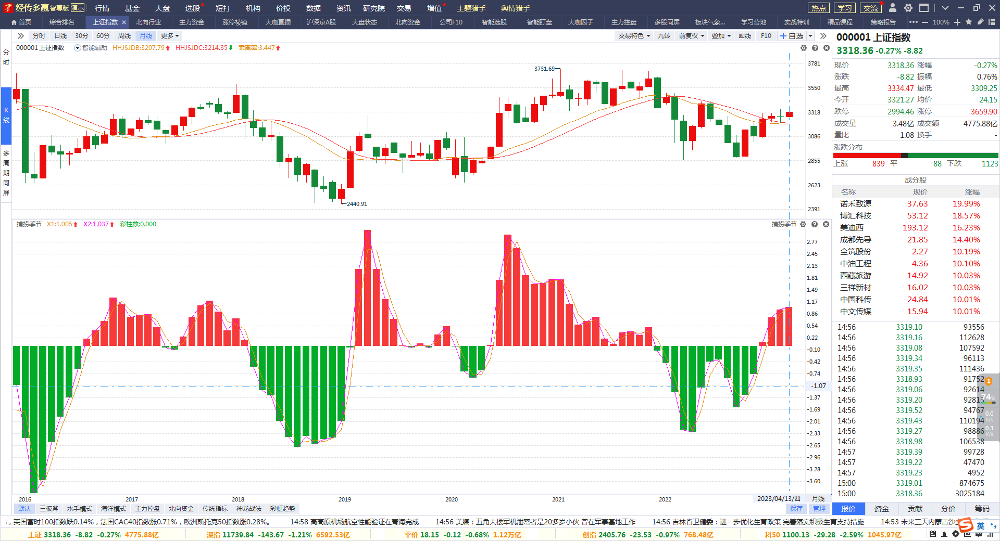 经传多赢 智尊版 演示 行情 基金 大盘 选股 短打 机构 价投 数据 资讯 研究院 交易 增值 主题猎手 舆情猎手 热点 学习 交流
首页 综合排名 上证指数 北向行业 主力资金 涨停棱镜 大咖直播 沪深京A股 大盘状态 北向资金 公司F10 智能选股 智能盯盘 大咖圈子 主力控盘 多股同屏 板块气象... 学习营地 实战特训 精品课程 策略报告 ••• 100%
分时 日线 30分 60分 周线 月线 更多 交易特色 九转 前复权 叠加 画线 F10 自选
000001 上证指数 智能辅助 HHJSJDB:3207.79 HHJSJDC:3214.35 乖离率:3.447
分时
K线
多周期同屏
3731.69
2440.91
3781
3550
3318
3086
2855
2623
2391
捕捞季节 X1:1.005 X2:1.037 彩柱数:0.000 捕捞季节
2.77
2.45
2.13
1.81
1.49
1.17
0.86
0.54
0.22
-0.10
-0.42
-0.74
-1.07
-1.37
-1.69
-2.01
-2.33
-2.65
-2.96
-3.28
-3.60
2016 2017 2018 2019 2020 2021 2022 2023/04/13/四 月线
默认 三板斧 水手模式 海洋模式 主力控盘 北向资金 传统指标 神龙战法 彩虹趋势 保存 管理
000001 上证指数
3318.36 -0.27% -8.82
现价 3318.36 涨幅 -0.27%
涨跌 -8.82 振幅 0.76%
最高 3334.47 最低 3309.25
今开 3321.27 均价 24.15
跌停 2994.46 涨停 3659.90
成交量 3.48亿 成交额 4775.88亿
量比 1.08 换手 -
涨跌分布
上涨 839 平 88 下跌 1123
成分股
名称 现价 涨幅
诺禾致源 37.63 19.99%
博汇科技 53.12 18.57%
美迪西 193.12 16.23%
成都先导 21.85 14.40%
全筑股份 2.27 10.19%
中油工程 4.36 10.10%
西藏旅游 14.92 10.03%
三祥新材 16.02 10.03%
中国科传 24.84 10.01%
中文传媒 15.94 10.01%
14:56 3319.10 93556
14:56 3319.16 112628
14:56 3319.08 107592
14:56 3319.34 96113
14:56 3319.35 111436
14:56 3318.93 91752
14:56 3319.06 92614
14:56 3319.20 92813
14:56 3319.52 94767
14:56 3319.43 110194
14:56 3319.27 98886
14:56 3318.98 106538
14:57 3319.39 99728
14:57 3319.22 47470
14:57 3319.23 4952
15:00 3319.01 874675
15:00 3318.36 3025184
1
74%
0.0
K/s
0.3
K/s
报价 资金 贡献 分价 筹码
，英国富时100指数跌0.14%，法国CAC40指数涨0.71%，欧洲斯托克50指数涨0.28%。 14:58 高高原机场航空性能验证在青海完成 14:56 美媒：五角大楼军机泄密者是20多岁小伙 曾在军事基地工作 14:56 吉林省卫健委：进一步优化生育政策 完善落实积极生育支持措施 14:53 未来三天内蒙古沙
上证 3318.36 -8.82 -0.27% 4775.88亿 深指 11739.84 -143.67 -1.21% 6592.53亿 平价 18.15 -0.12 -0.68% 1.12万亿 创指 2405.76 -23.53 -0.97% 768.48亿 科50 1100.13 -29.28 -2.59% 1045.97亿
S 英